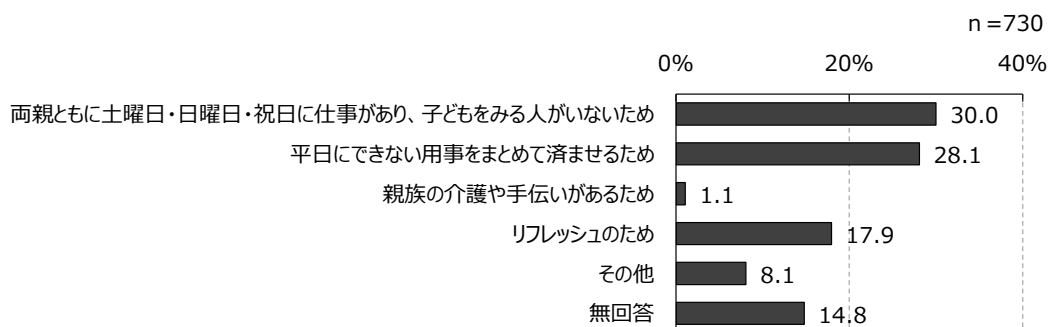 n=730
0% 20% 40%
両親ともに土曜日・日曜日・祝日に仕事があり、子どもをみる人がいないため 30.0
平日にできない用事をまとめて済ませるため 28.1
親族の介護や手伝いがあるため 1.1
リフレッシュのため 17.9
その他 8.1
無回答 14.8